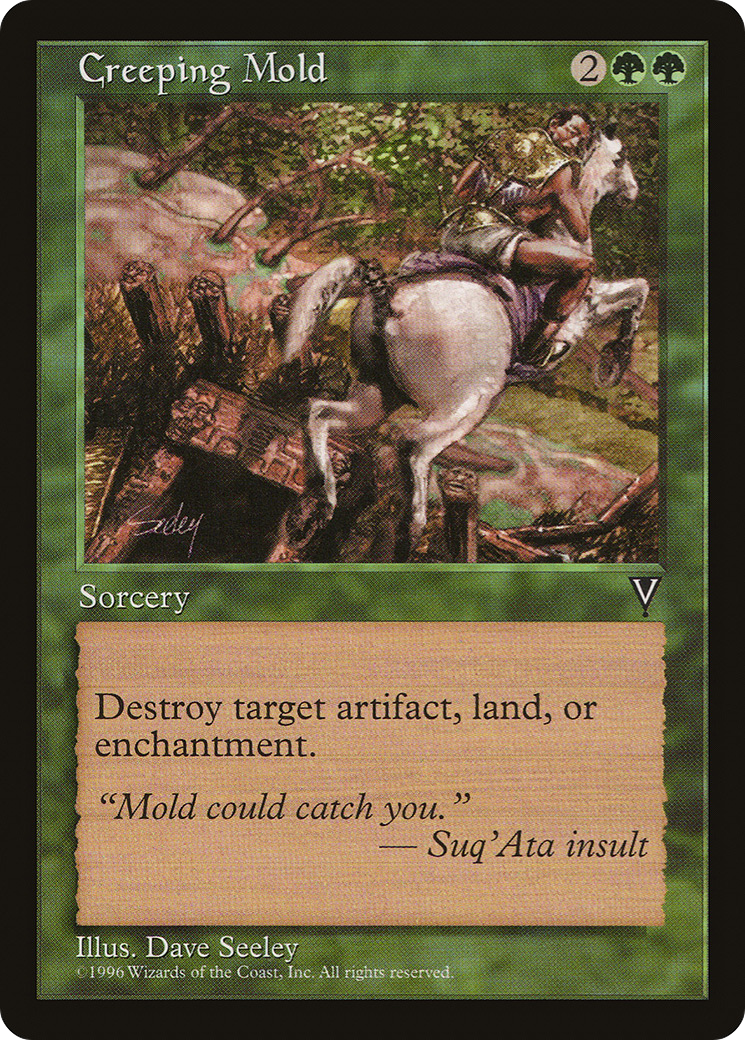 Creeping Mold 2
Sorcery V
Destroy target artifact, land, or
enchantment.
“Mold could catch you.”
— Suq’Ata insult
Illus. Dave Seeley
©1996 Wizards of the Coast, Inc. All rights reserved.